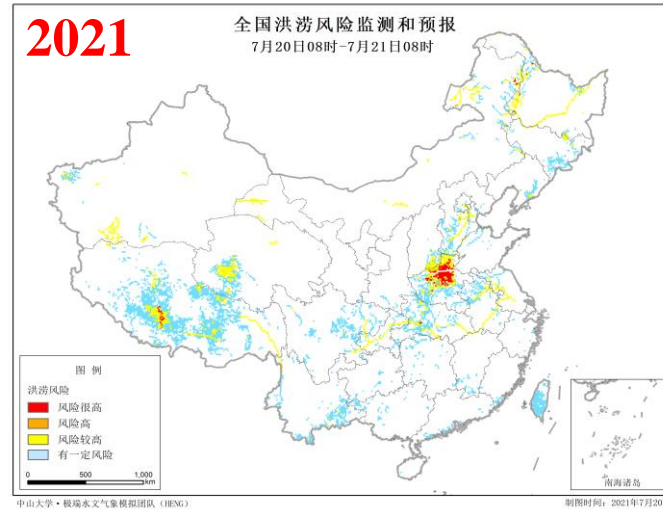 2021
全国洪涝风险监测和预报
7月20日08时-7月21日08时
图 例
洪涝风险
风险很高
风险高
风险较高
有一定风险
0 500 1,000
km
南海诸岛
中山大学·极端水文气象模拟团队（HENG）
制图时间：2021年7月20